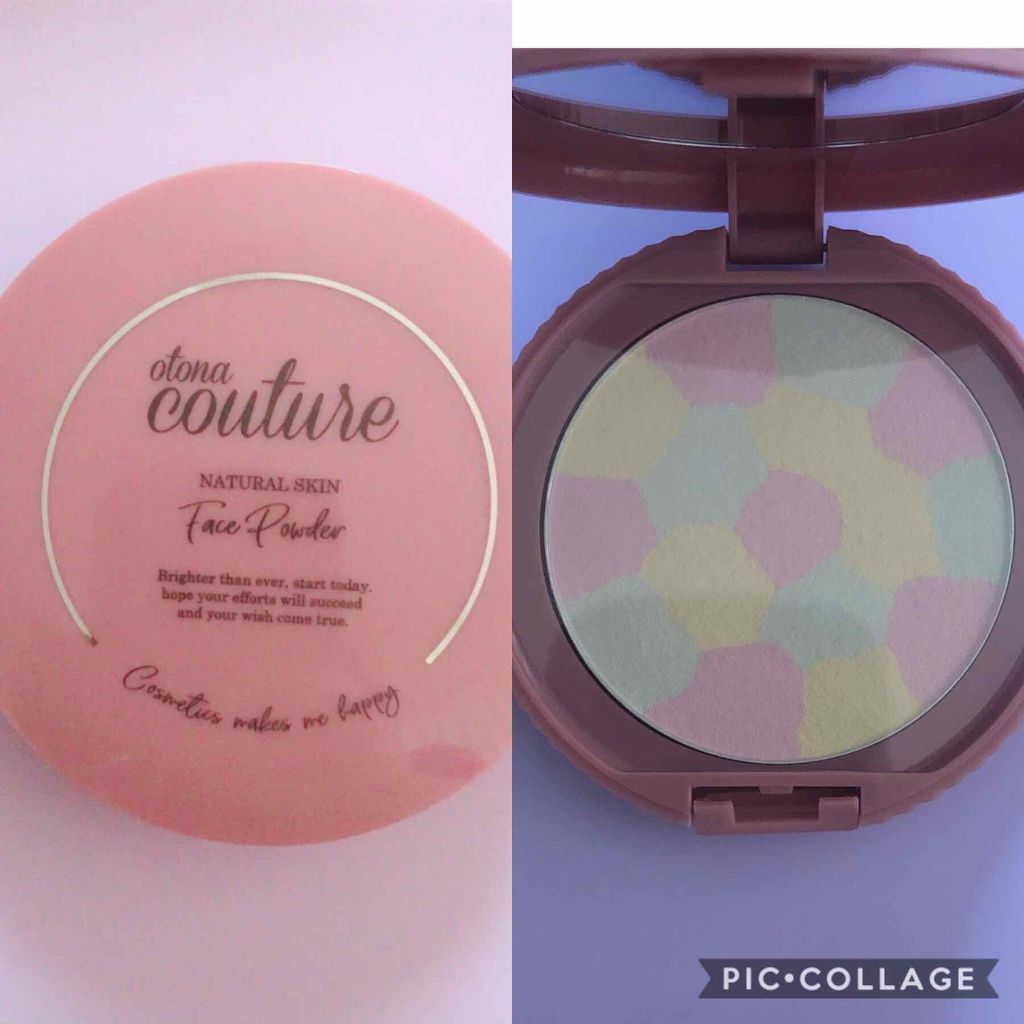 otona
couture
NATURAL SKIN
Face Powder
Brighter than ever, start today.
hope your efforts will succeed
and your wish come true.
Cosmetics makes me happy
PIC•COLLAGE